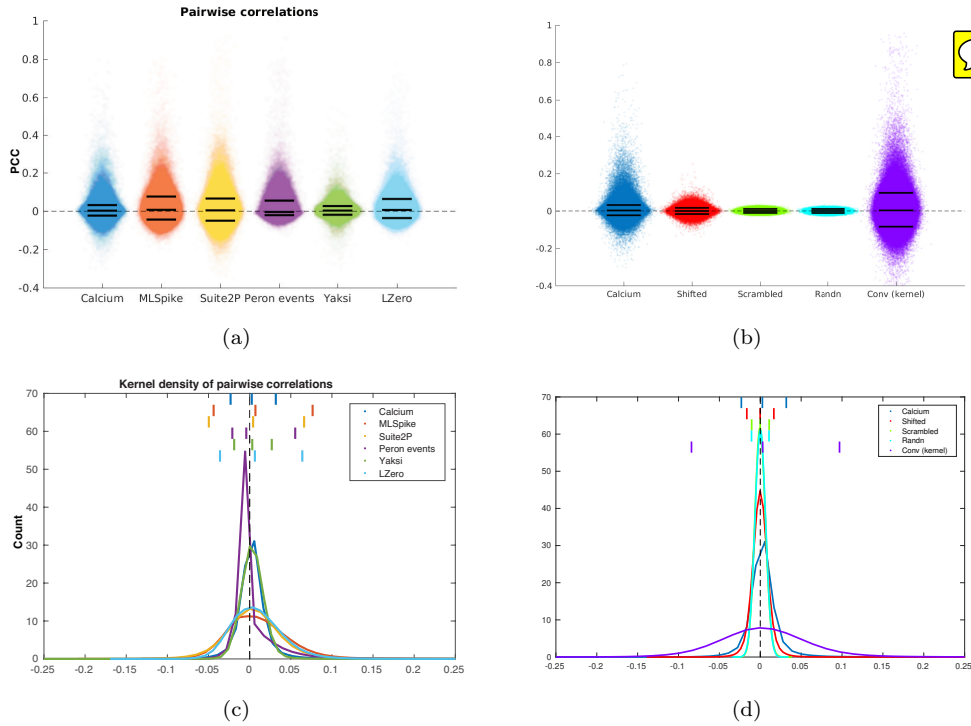 Pairwise correlations
PCC
1
0.8
0.6
0.4
0.2
0
-0.2
-0.4
Calcium MLSpike Suite2P Peron events Yaksi LZero
(a)
1
0.8
0.6
0.4
0.2
0
-0.2
-0.4
Calcium Shifted Scrambled Randn Conv (kernel)
(b)
Kernel density of pairwise correlations
Count
70
60
50
40
30
20
10
0
Calcium
MLSpike
Suite2P
Peron events
Yaksi
LZero
-0.25 -0.2 -0.15 -0.1 -0.05 0 0.05 0.1 0.15 0.2 0.25
(c)
70
60
50
40
30
20
10
0
Calcium
Shifted
Scrambled
Randn
Conv (kernel)
-0.25 -0.2 -0.15 -0.1 -0.05 0 0.05 0.1 0.15 0.2 0.25
(d)